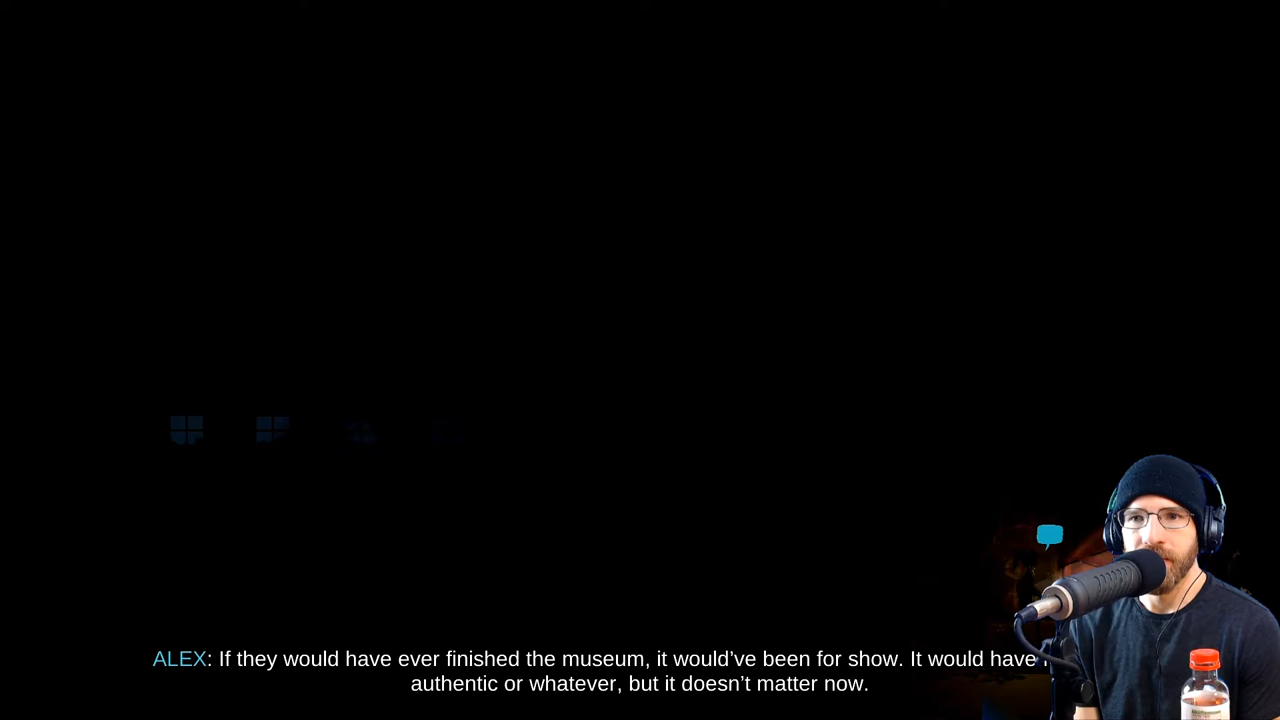 ALEX: If they would have ever finished the museum, it would’ve been for show. It would have
authentic or whatever, but it doesn’t matter now.